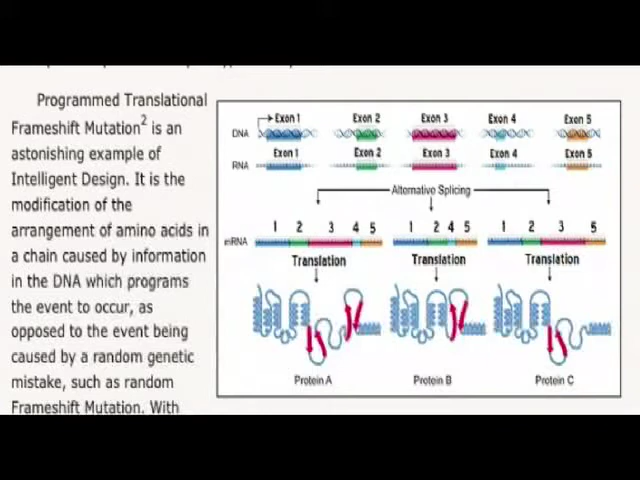 Programmed Translational
Frameshift Mutation2 is an
astonishing example of
Intelligent Design. It is the
modification of the
arrangement of amino acids in
a chain caused by information
in the DNA which programs
the event to occur, as
opposed to the event being
caused by a random genetic
mistake, such as random
Frameshift Mutation. With
Exon 1 Exon 2 Exon 3 Exon 4 Exon 5
DNA
Exon 1 Exon 2 Exon 3 Exon 4 Exon 5
RNA
Alternative Splicing
1 2 3 4 5 1 2 4 5 1 2 3 5
mRNA
Translation Translation Translation
Protein A Protein B Protein C